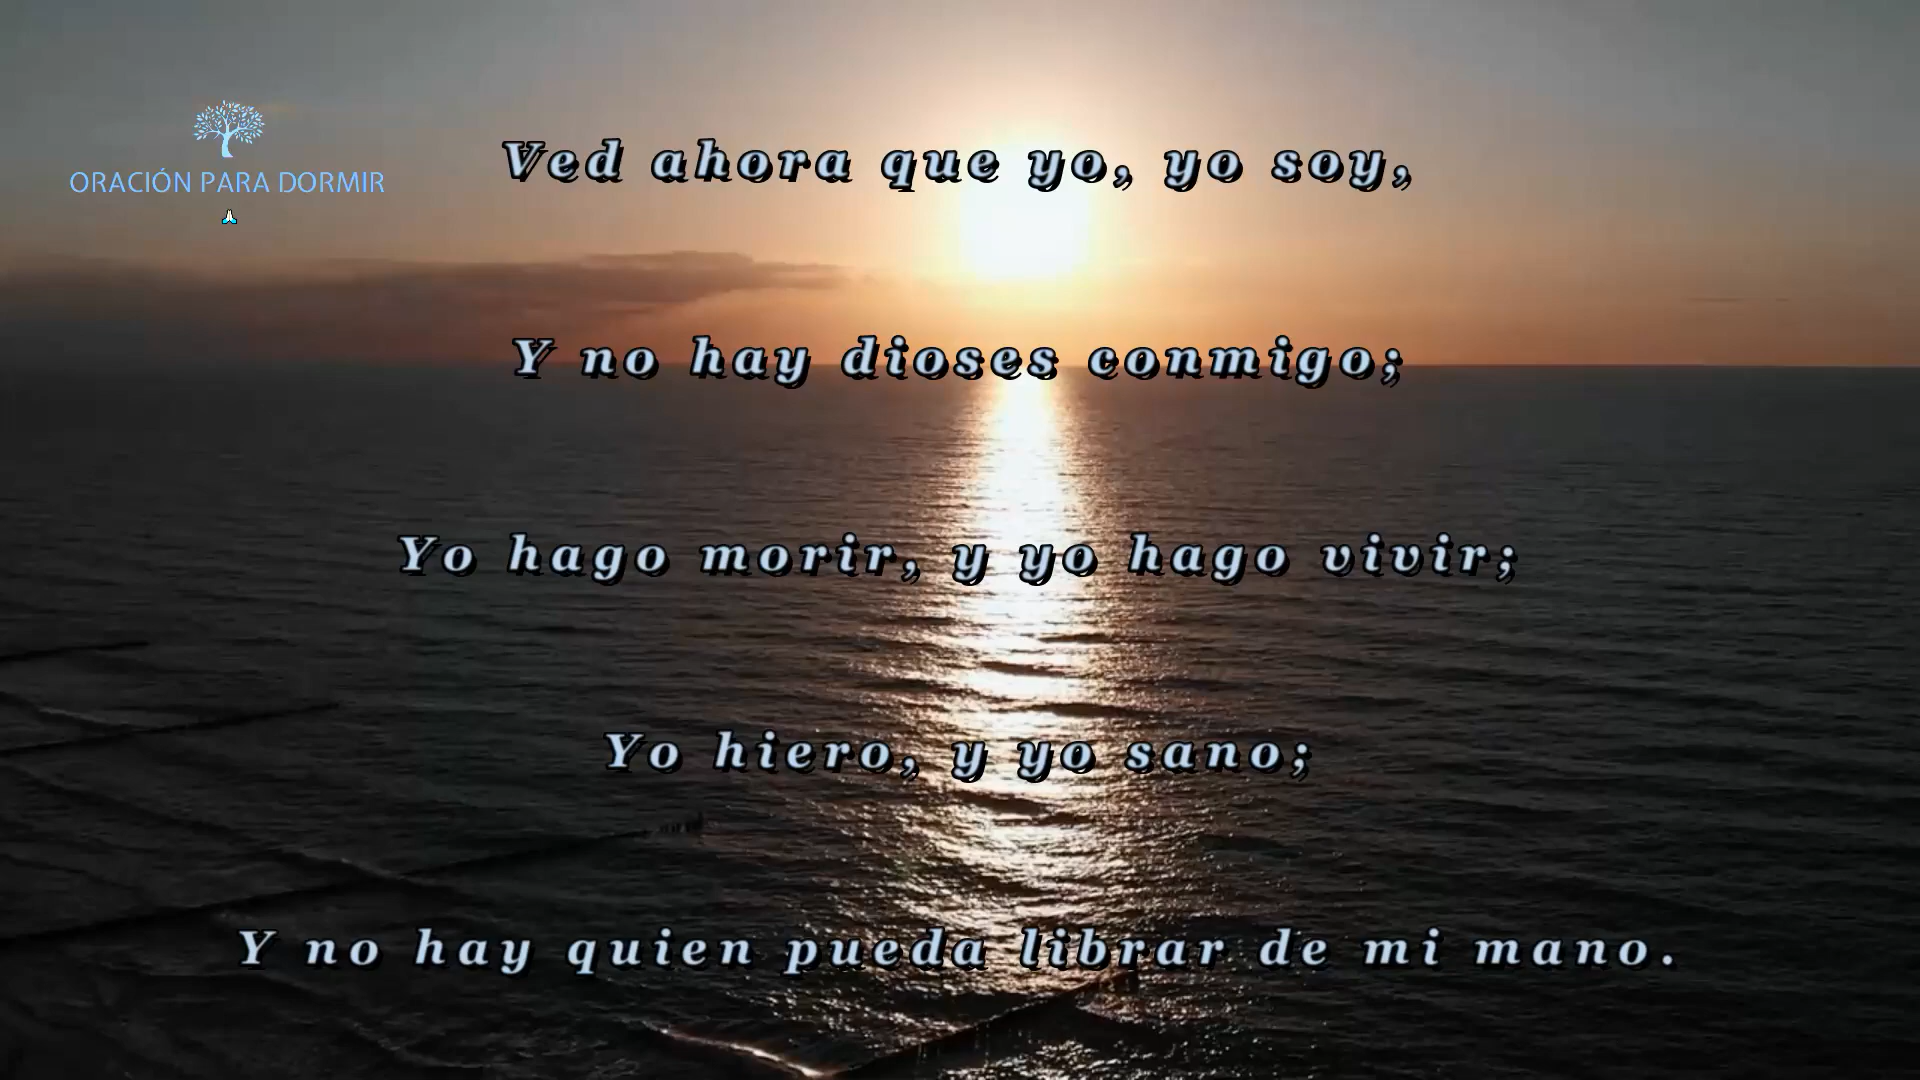 ORACIÓN PARA DORMIR
Ved ahora que yo, yo soy,
Y no hay dioses conmigo;
Yo hago morir, y yo hago vivir;
Yo hiero, y yo sano;
Y no hay quien pueda librar de mi mano.